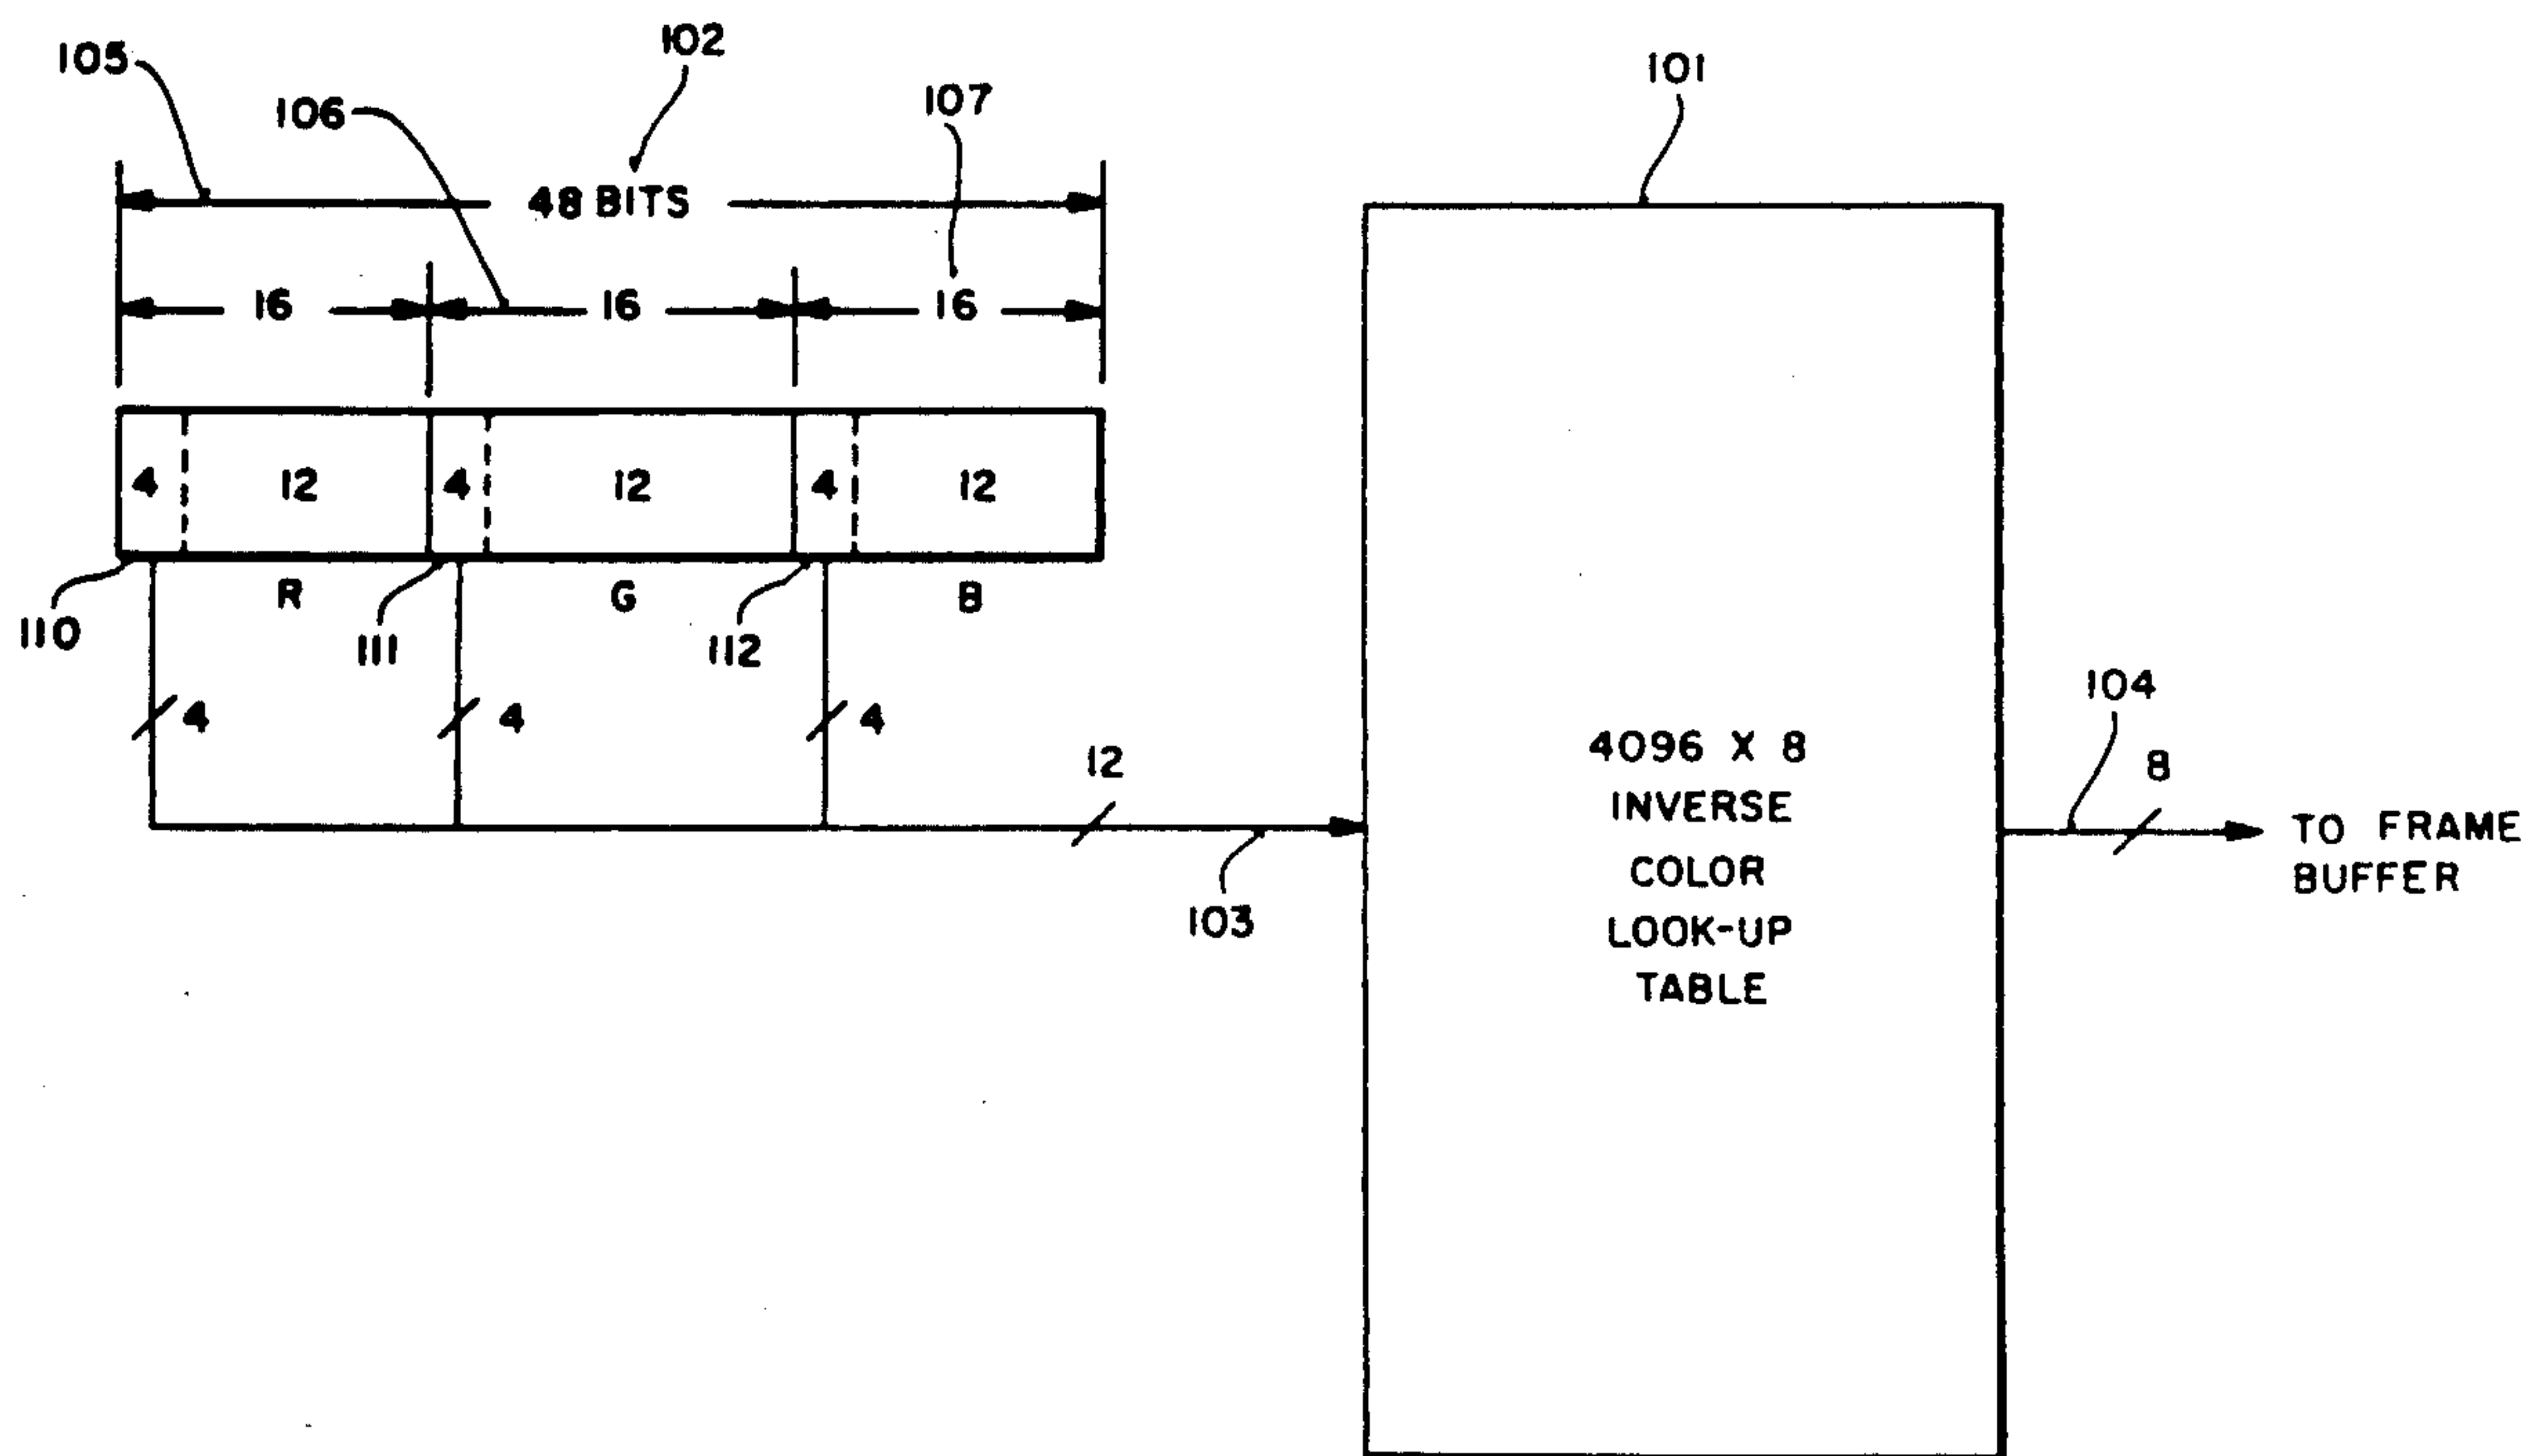 105
102
106
107
101
48 BITS
16 16 16
4 12 4 12 4 12
R G B
110 111 112
4 4 4
12
103
4096 X 8
INVERSE
COLOR
LOOK-UP
TABLE
104
8
TO FRAME
BUFFER